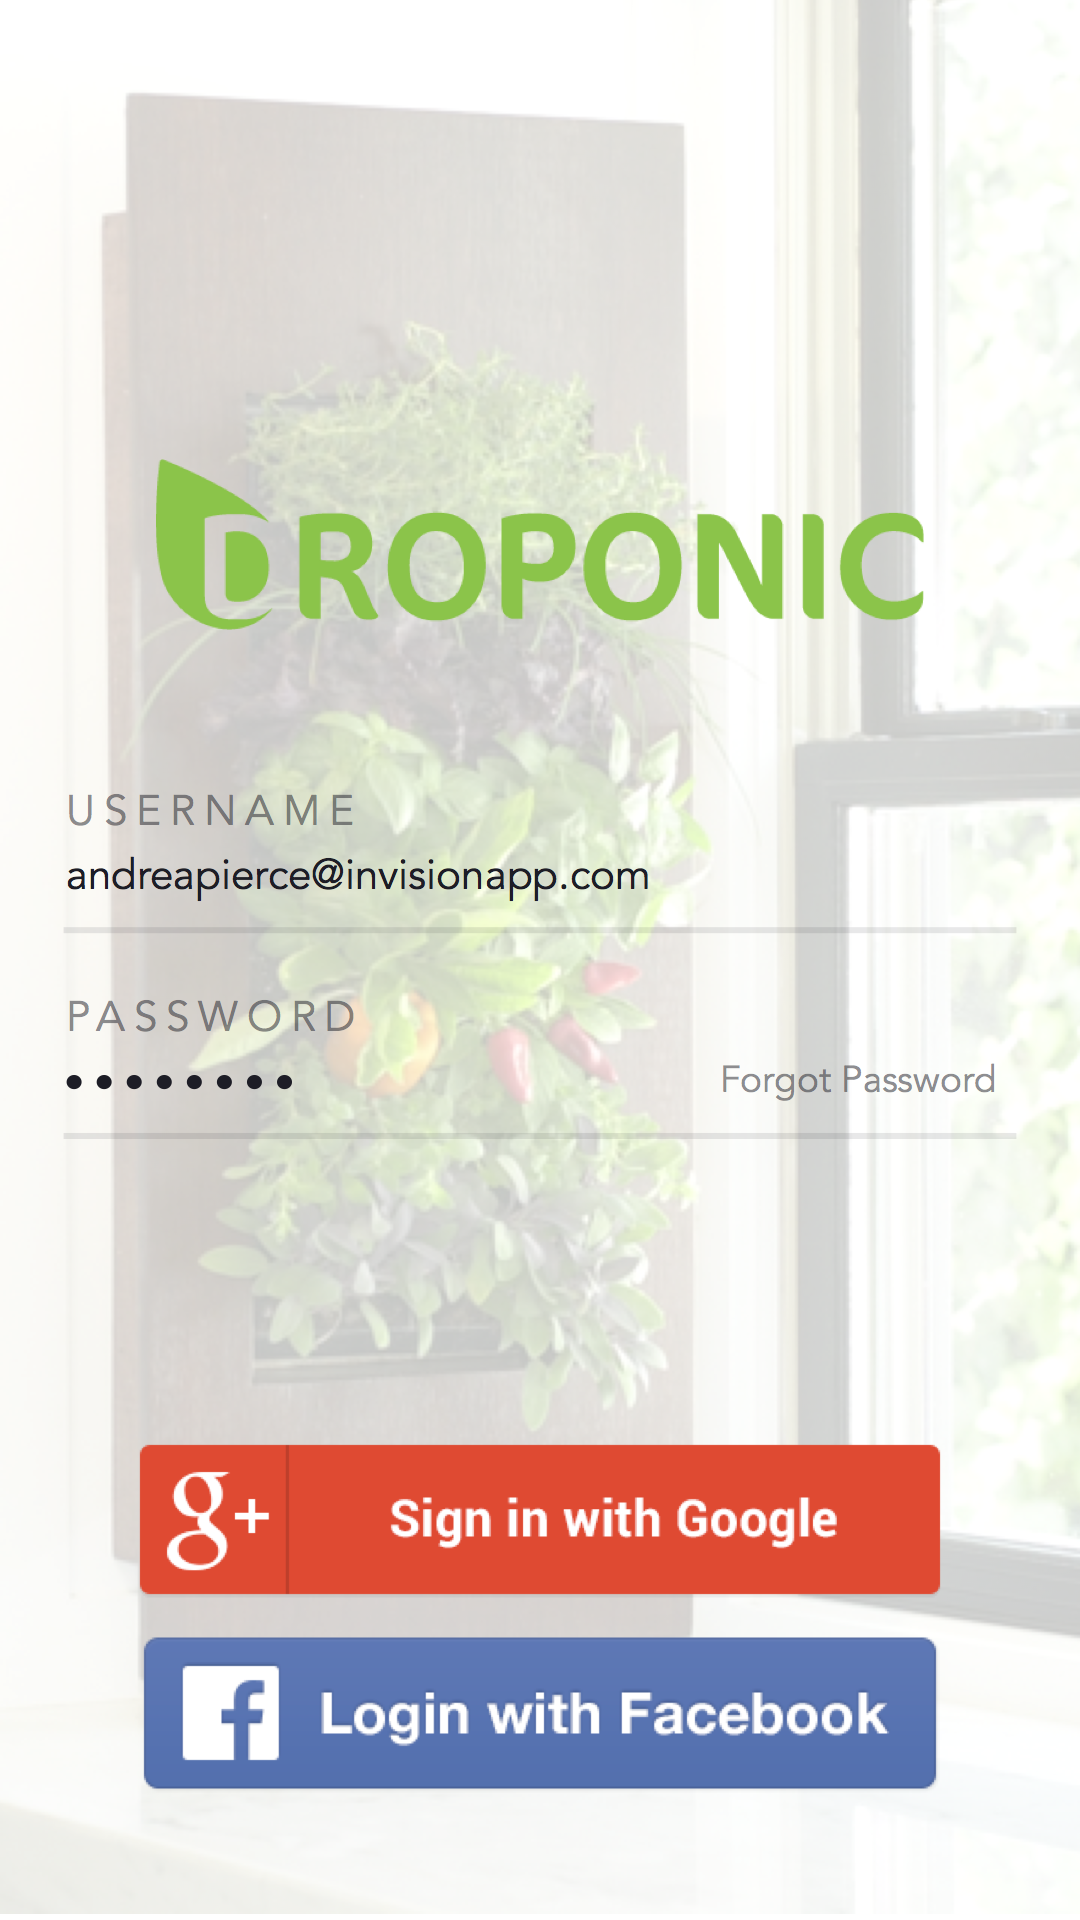 DROPONIC
USERNAME
andreapierce@invisionapp.com
PASSWORD
••••••••
Forgot Password
g+ Sign in with Google
f Login with Facebook